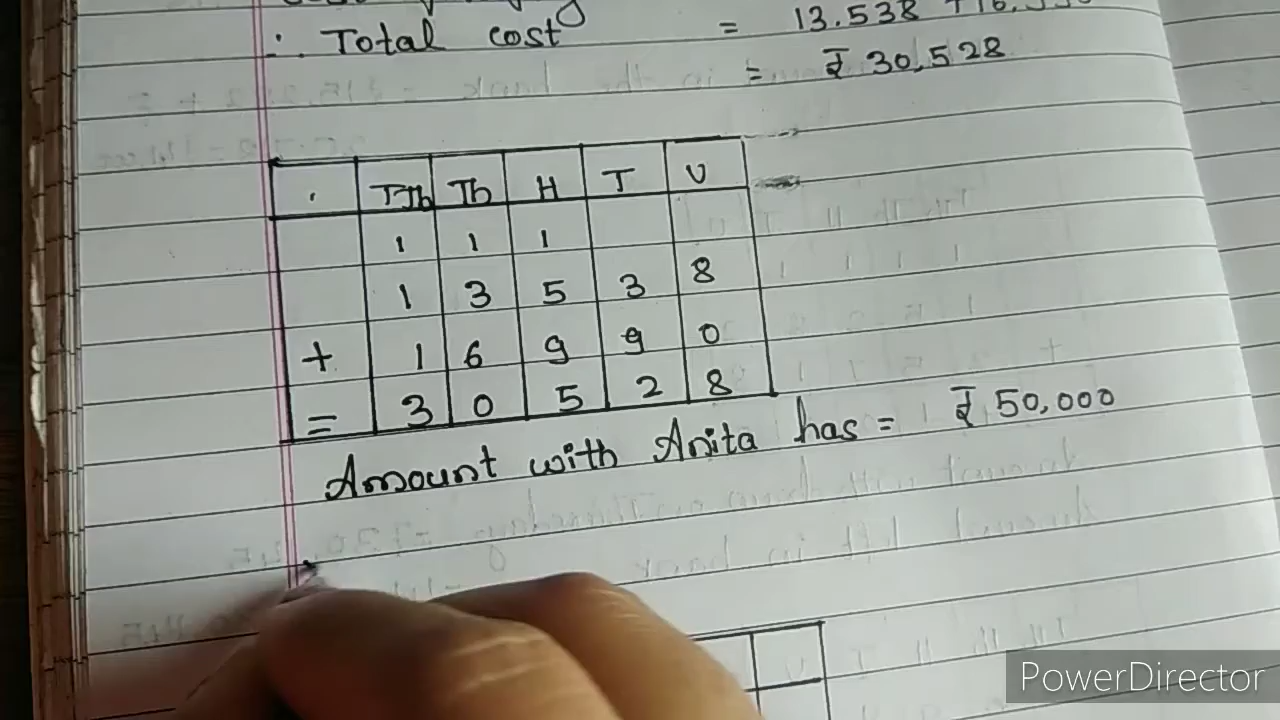 ∴ Total cost = 13.538 +16.
= ₹ 30,528
TTh Th H T U
1 1 1
1 3 5 3 8
+ 1 6 9 9 0
= 3 0 5 2 8
Amount with Anita has = ₹ 50,000
PowerDirector